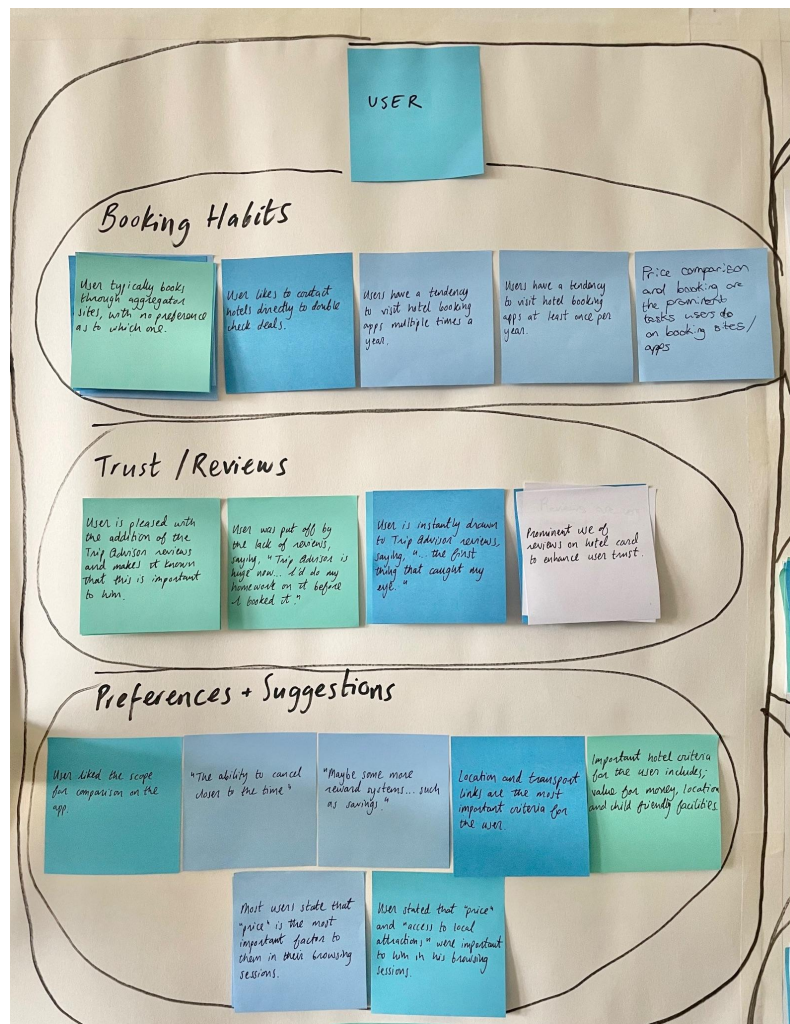 USER
Booking Habits
User typically books
through aggregator
sites, with no preference
as to which one.
User likes to contact
hotels directly to double
check deals.
Users have a tendency
to visit hotel booking
apps multiple times a
year.
Users have a tendency
to visit hotel booking
apps at least once per
year.
Price comparison
and booking are
the prominent
tasks users do
on booking sites/
apps
Trust / Reviews
User is pleased with
the addition of the
Trip Advisor reviews
and makes it known
that this is important
to him.
User was put off by
the lack of reviews,
saying, "Trip Advisor is
huge now... I'd do my
homework on it before
I booked it."
User is instantly drawn
to Trip Advisor reviews,
saying, "... the first
thing that caught my
eye."
Prominent use of
reviews on hotel card
to enhance user trust.
Preferences + Suggestions
User liked the scope
for comparison on the
app.
"The ability to cancel
closer to the time"
"Maybe some more
reward systems... such
as savings."
Location and transport
links are the most
important criteria for
the user.
Important hotel criteria
for the user includes;
value for money, location
and child friendly facilities.
Most users state that
"price" is the most
important factor to
them in their browsing
sessions.
User stated that "price"
and "access to local
attractions" were important
to him in his browsing
sessions.